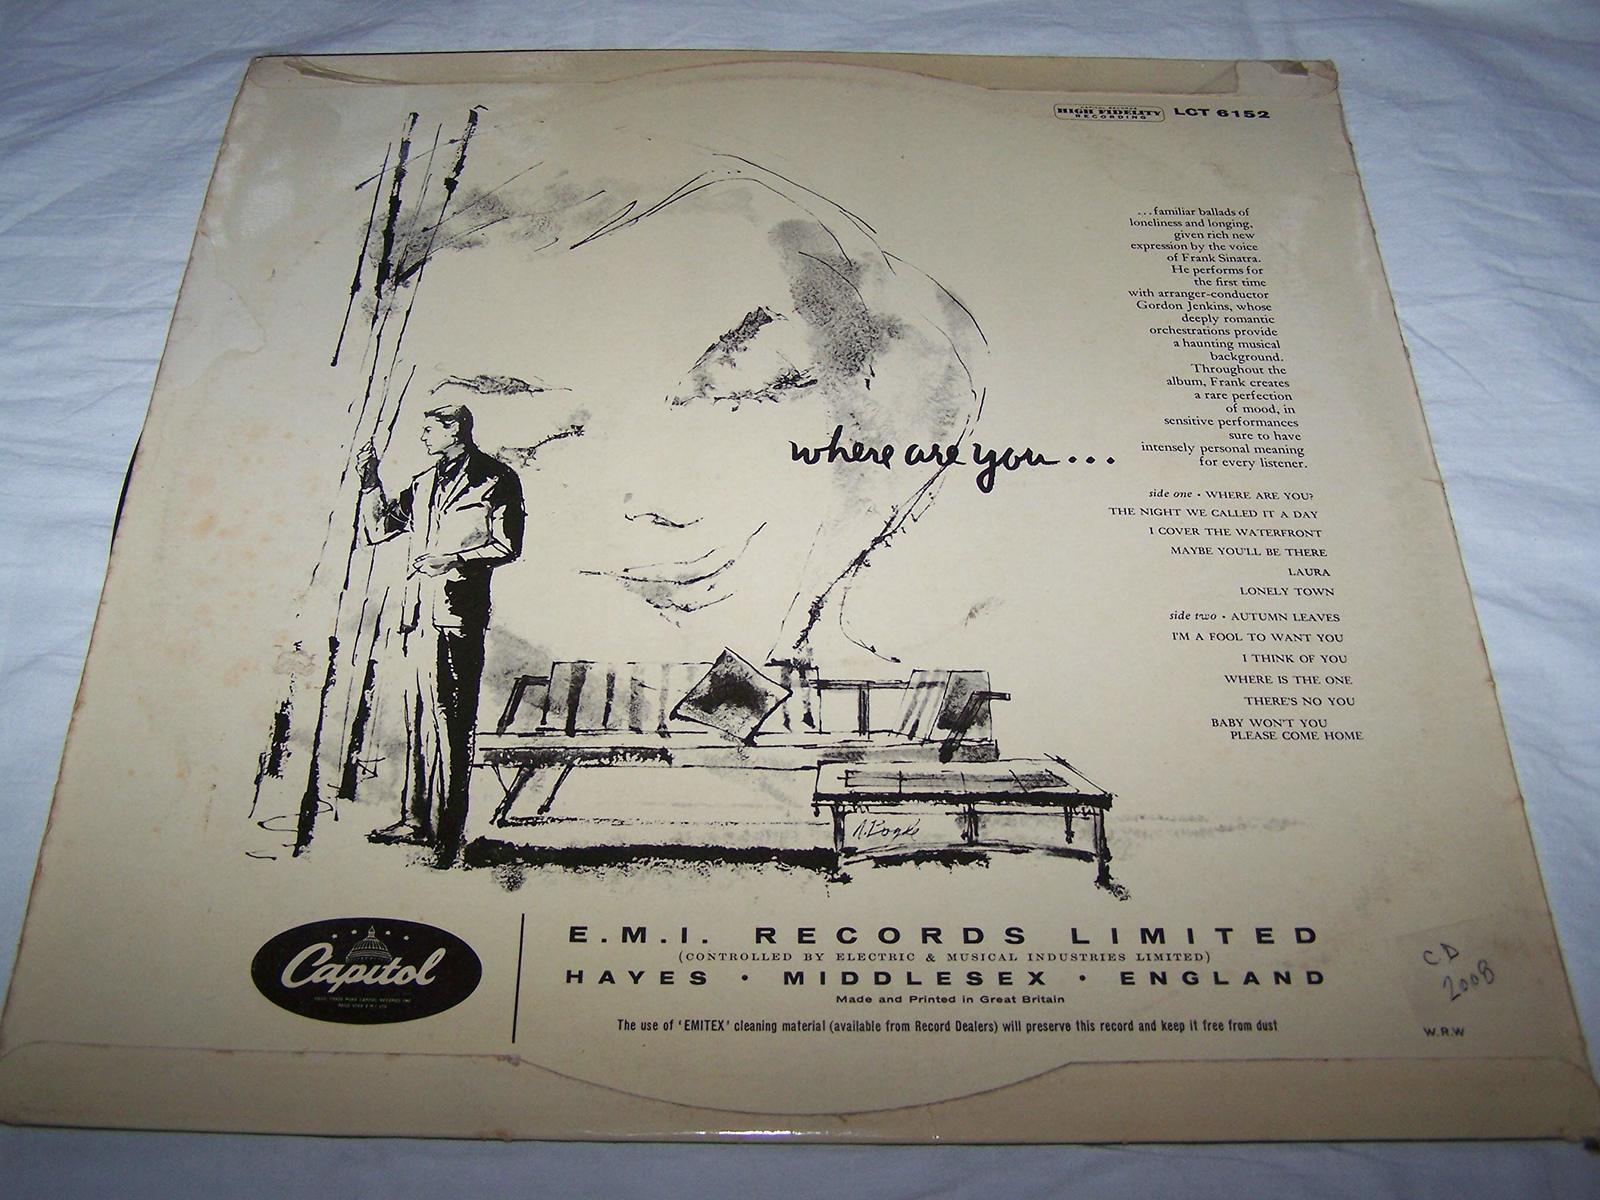 HIGH FIDELITY
RECORDING
LCT 6152
...familiar ballads of
loneliness and longing,
given rich new
expression by the voice
of Frank Sinatra.
He performs for
the first time
with arranger-conductor
Gordon Jenkins, whose
deeply romantic
orchestrations provide
a haunting musical
background.
Throughout the
album, Frank creates
a rare perfection
of mood, in
sensitive performances
sure to have
intensely personal meaning
for every listener.
where are you...
side one • WHERE ARE YOU?
THE NIGHT WE CALLED IT A DAY
I COVER THE WATERFRONT
MAYBE YOU'LL BE THERE
LAURA
LONELY TOWN
side two • AUTUMN LEAVES
I'M A FOOL TO WANT YOU
I THINK OF YOU
WHERE IS THE ONE
THERE'S NO YOU
BABY WON'T YOU
PLEASE COME HOME
Capitol
E.M.I. RECORDS LIMITED
(CONTROLLED BY ELECTRIC & MUSICAL INDUSTRIES LIMITED)
HAYES • MIDDLESEX • ENGLAND
Made and Printed in Great Britain
The use of 'EMITEX' cleaning material (available from Record Dealers) will preserve this record and keep it free from dust
CD
2008
W.R.W